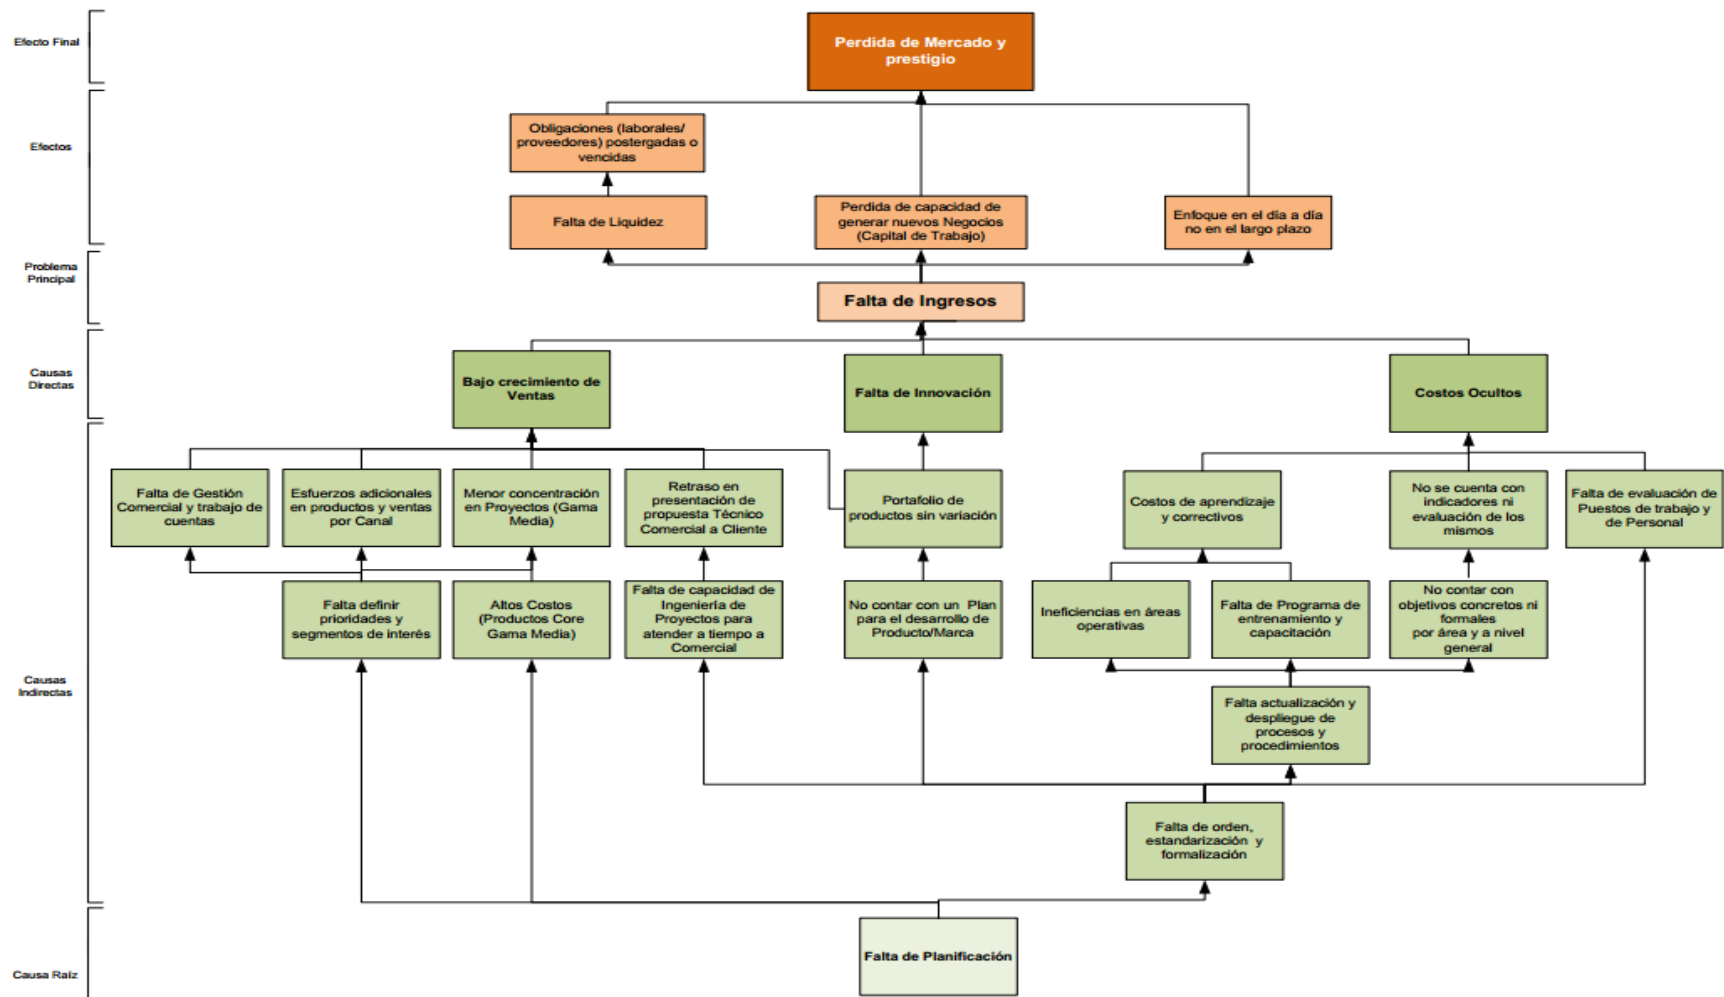 Efecto Final
Perdida de Mercado y
prestigio
Efectos
Obligaciones (laborales/
proveedores) postergadas o
vencidas
Falta de Liquidez
Perdida de capacidad de
generar nuevos Negocios
(Capital de Trabajo)
Enfoque en el día a día
no en el largo plazo
Problema
Principal
Falta de Ingresos
Causas
Directas
Bajo crecimiento de
Ventas
Falta de Innovación
Costos Ocultos
Falta de Gestión
Comercial y trabajo de
cuentas
Esfuerzos adicionales
en productos y ventas
por Canal
Menor concentración
en Proyectos (Gama
Media)
Retraso en
presentación de
propuesta Técnico
Comercial a Cliente
Portafolio de
productos sin variación
Costos de aprendizaje
y correctivos
No se cuenta con
indicadores ni
evaluación de los
mismos
Falta de evaluación de
Puestos de trabajo y
de Personal
Causas
Indirectas
Falta definir
prioridades y
segmentos de interés
Altos Costos
(Productos Core
Gama Media)
Falta de capacidad de
Ingeniería de
Proyectos para
atender a tiempo a
Comercial
No contar con un Plan
para el desarrollo de
Producto/Marca
Ineficiencias en áreas
operativas
Falta de Programa de
entrenamiento y
capacitación
No contar con
objetivos concretos ni
formales
por área y a nivel
general
Falta actualización y
despliegue de
procesos y
procedimientos
Falta de orden,
estandarización y
formalización
Causa Raíz
Falta de Planificación